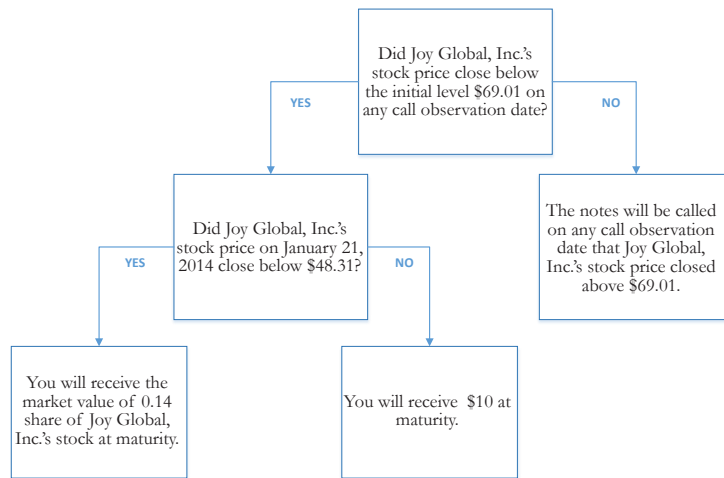 Did Joy Global, Inc.'s
stock price close below
the initial level $69.01 on
any call observation date?
YES
NO
Did Joy Global, Inc.'s
stock price on January 21,
2014 close below $48.31?
The notes will be called
on any call observation
date that Joy Global,
Inc.'s stock price closed
above $69.01.
YES
NO
You will receive the
market value of 0.14
share of Joy Global,
Inc.'s stock at maturity.
You will receive $10 at
maturity.